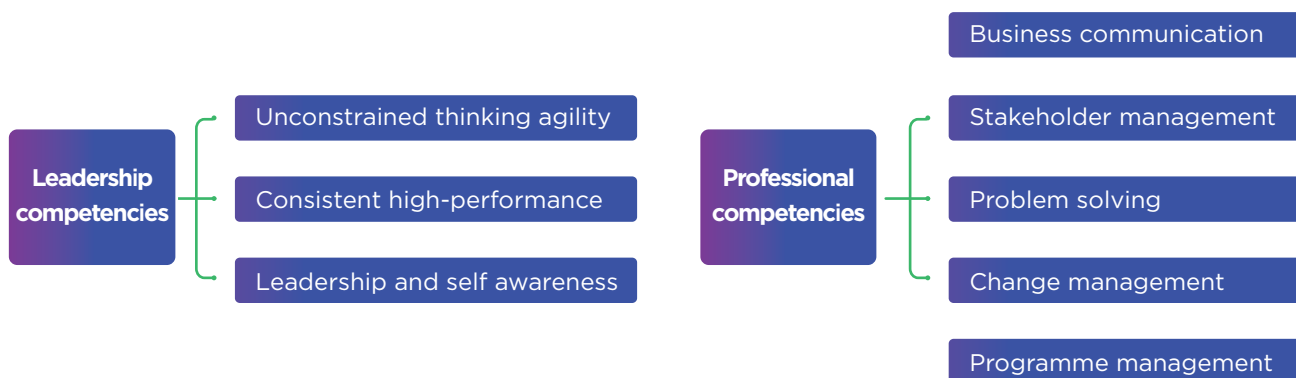 Leadership
competencies
Unconstrained thinking agility
Consistent high-performance
Leadership and self awareness
Professional
competencies
Business communication
Stakeholder management
Problem solving
Change management
Programme management